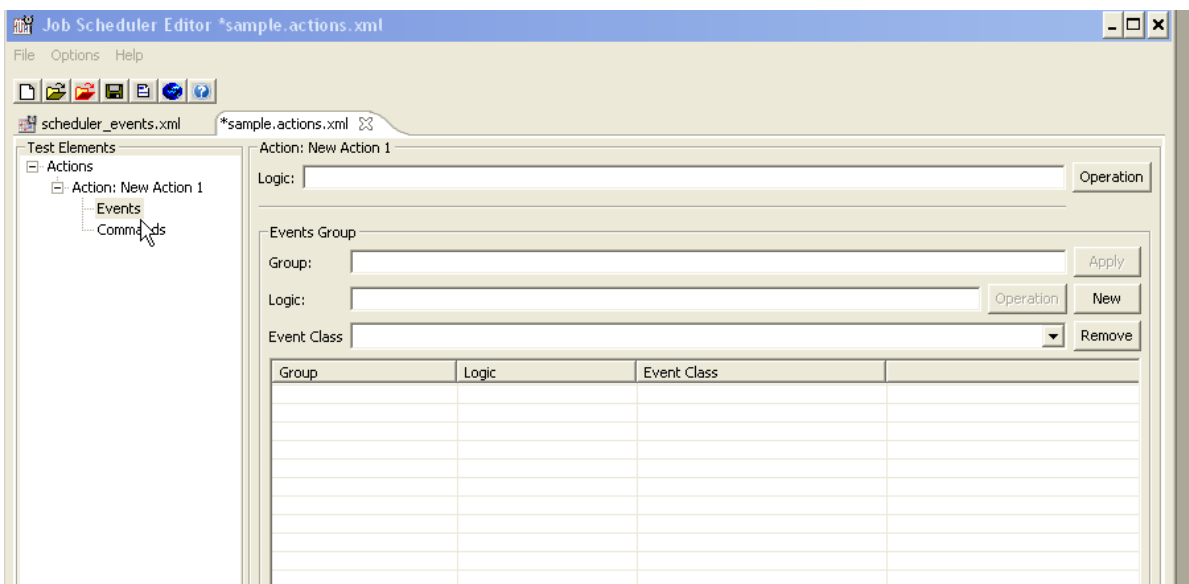 Job Scheduler Editor *sample.actions.xml
File Options Help
scheduler_events.xml *sample.actions.xml
Test Elements
Actions
Action: New Action 1
Events
Commands
Action: New Action 1
Logic: Operation
Events Group
Group: Apply
Logic: Operation New
Event Class Remove
Group Logic Event Class